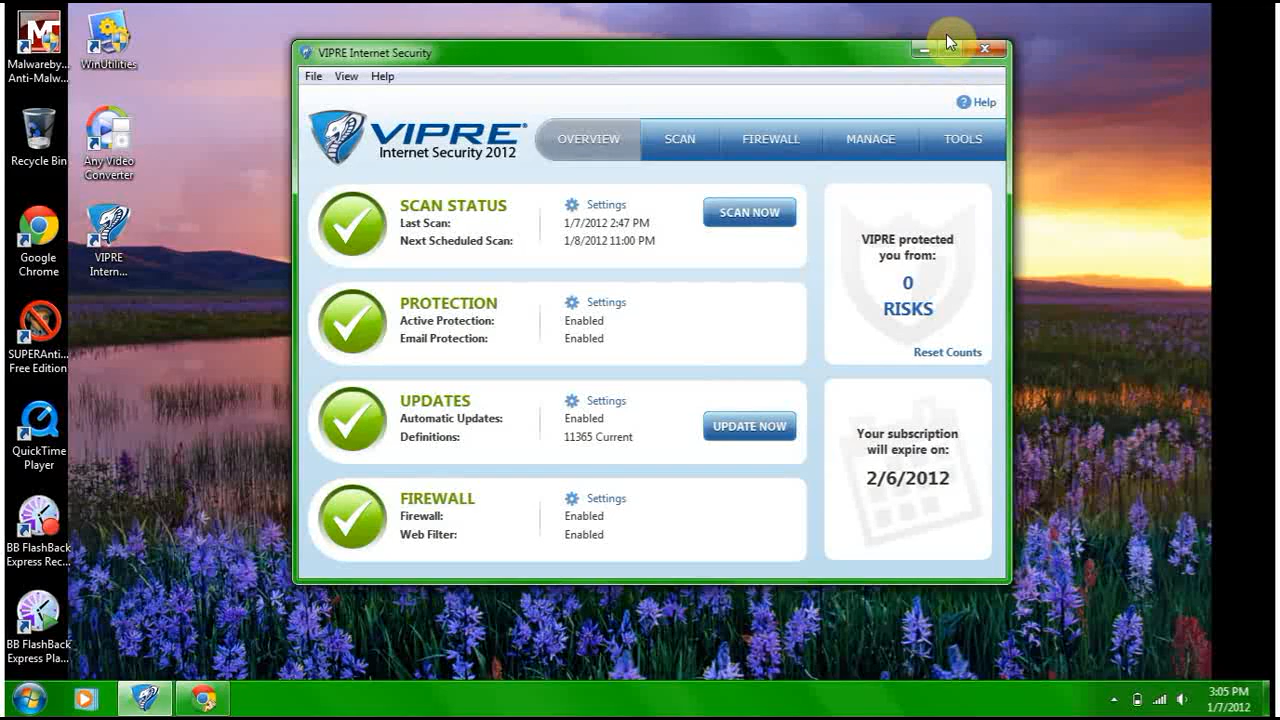 Malwareby...
Anti-Malw...
WinUtilities
Recycle Bin
Any Video
Converter
Google
Chrome
VIPRE
Intern...
SUPERAnti...
Free Edition
QuickTime
Player
BB FlashBack
Express Rec...
BB FlashBack
Express Pla...
VIPRE Internet Security
File View Help
? Help
VIPRE®
Internet Security 2012
OVERVIEW SCAN FIREWALL MANAGE TOOLS
SCAN STATUS Settings
Last Scan: 1/7/2012 2:47 PM
Next Scheduled Scan: 1/8/2012 11:00 PM
SCAN NOW
PROTECTION Settings
Active Protection: Enabled
Email Protection: Enabled
UPDATES Settings
Automatic Updates: Enabled
Definitions: 11365 Current
UPDATE NOW
FIREWALL Settings
Firewall: Enabled
Web Filter: Enabled
VIPRE protected
you from:
0
RISKS
Reset Counts
Your subscription
will expire on:
2/6/2012
3:05 PM
1/7/2012